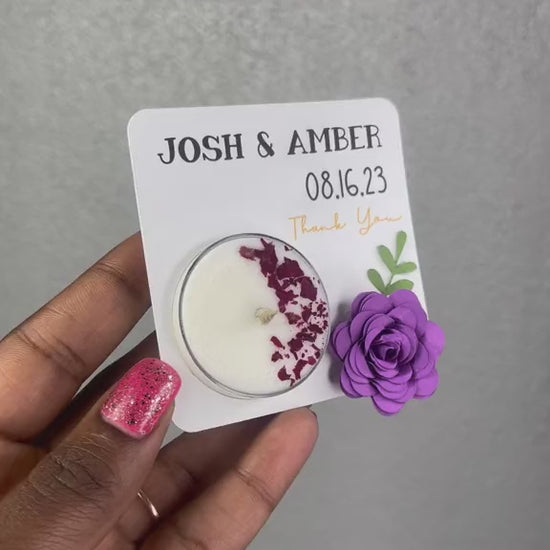 JOSH & AMBER
08.16.23
Thank You